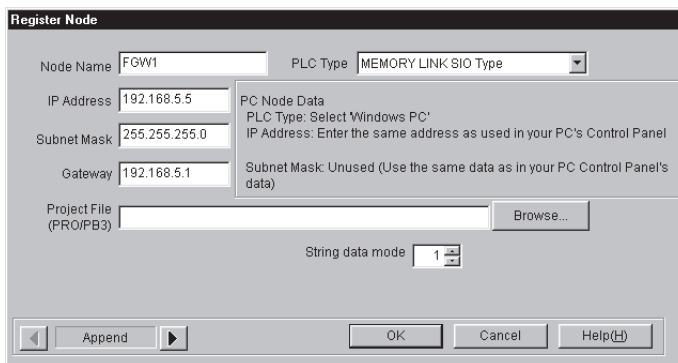 Register Node
Node Name FGW1 PLC Type MEMORY LINK SIO Type
IP Address 192.168.5.5
Subnet Mask 255.255.255.0
Gateway 192.168.5.1
PC Node Data
PLC Type: Select 'Windows PC'
IP Address: Enter the same address as used in your PC's Control Panel
Subnet Mask: Unused (Use the same data as in your PC Control Panel's
data)
Project File
(PRO/PB3)
Browse...
String data mode 1
Append OK Cancel Help(H)